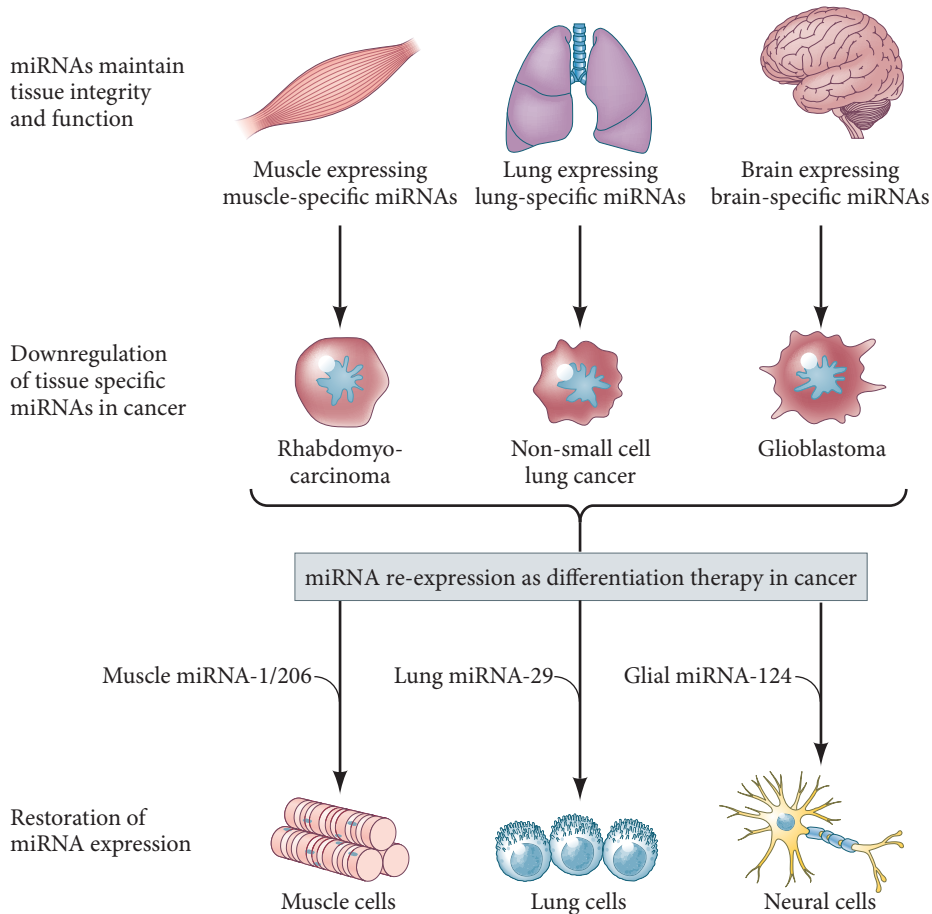 miRNAs maintain
tissue integrity
and function
Muscle expressing
muscle-specific miRNAs
Lung expressing
lung-specific miRNAs
Brain expressing
brain-specific miRNAs
Downregulation
of tissue specific
miRNAs in cancer
Rhabdomyo-
carcinoma
Non-small cell
lung cancer
Glioblastoma
miRNA re-expression as differentiation therapy in cancer
Muscle miRNA-1/206
Lung miRNA-29
Glial miRNA-124
Restoration of
miRNA expression
Muscle cells
Lung cells
Neural cells